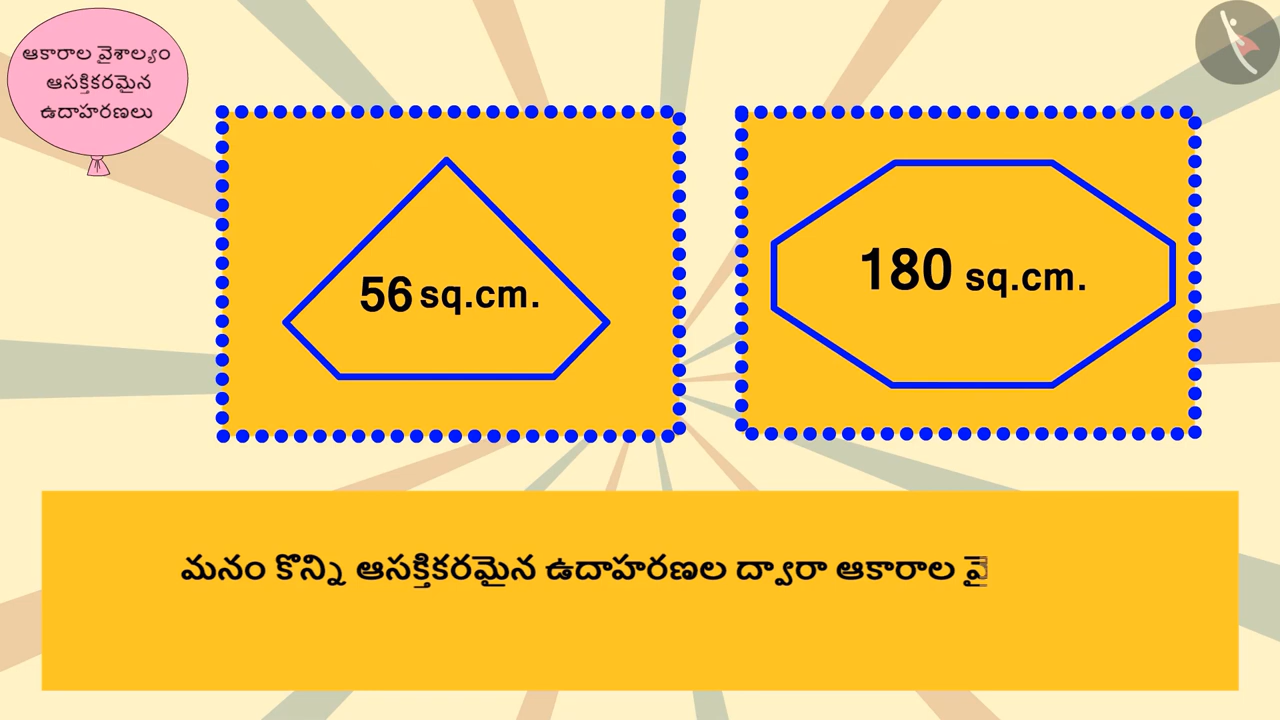 ఆకారాల వైశాల్యం
ఆసక్తికరమైన
ఉదాహరణలు
56 sq.cm.
180 sq.cm.
మనం కొన్ని ఆసక్తికరమైన ఉదాహరణల ద్వారా ఆకారాల